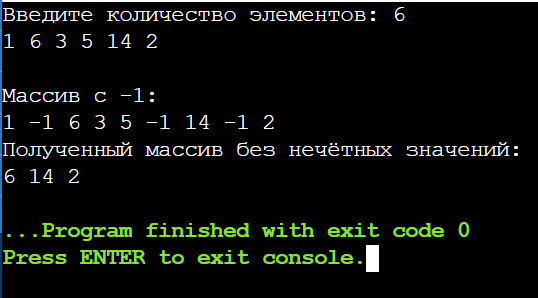 Введите количество элементов: 6
1 6 3 5 14 2
Массив с -1:
1 -1 6 3 5 -1 14 -1 2
Полученный массив без нечётных значений:
6 14 2
...Program finished with exit code 0
Press ENTER to exit console.